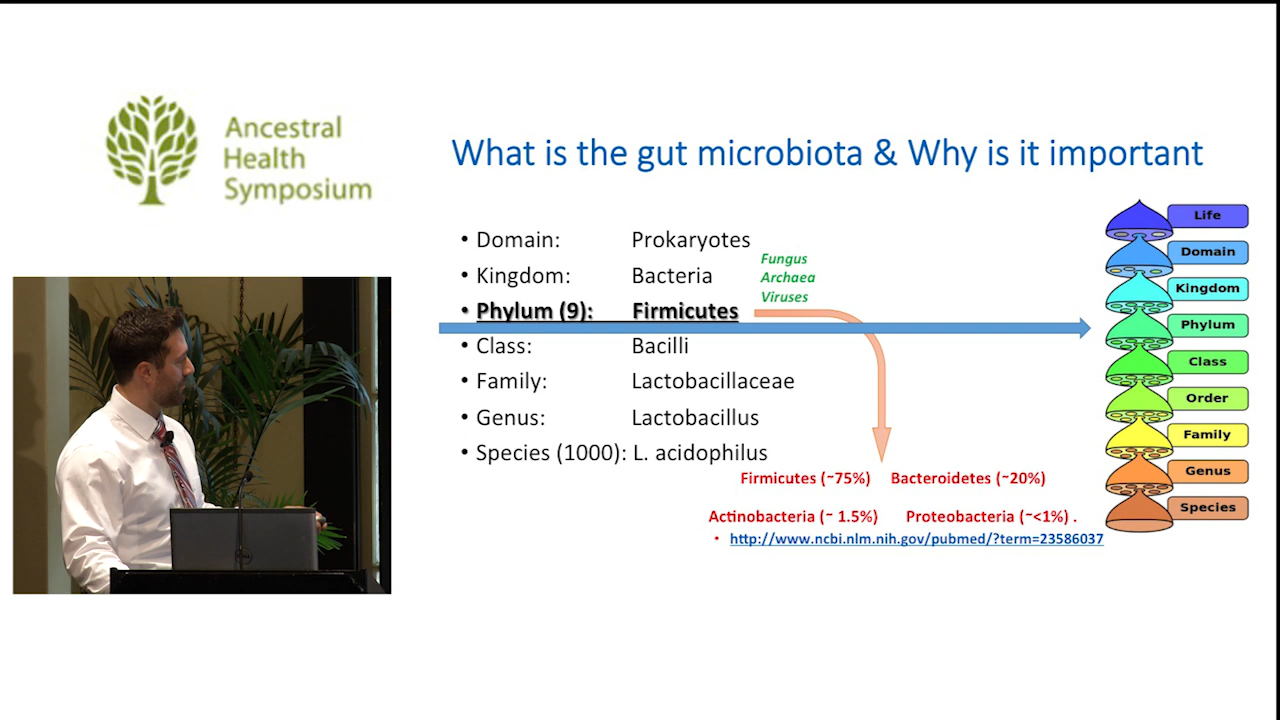 Ancestral
Health
Symposium
What is the gut microbiota & Why is it important
• Domain: Prokaryotes
• Kingdom: Bacteria
Fungus
Archaea
Viruses
• Phylum (9): Firmicutes
• Class: Bacilli
• Family: Lactobacillaceae
• Genus: Lactobacillus
• Species (1000): L. acidophilus
Firmicutes (~75%) Bacteroidetes (~20%)
Actinobacteria (~ 1.5%) Proteobacteria (~<1%) .
• http://www.ncbi.nlm.nih.gov/pubmed/?term=23586037
Life
Domain
Kingdom
Phylum
Class
Order
Family
Genus
Species